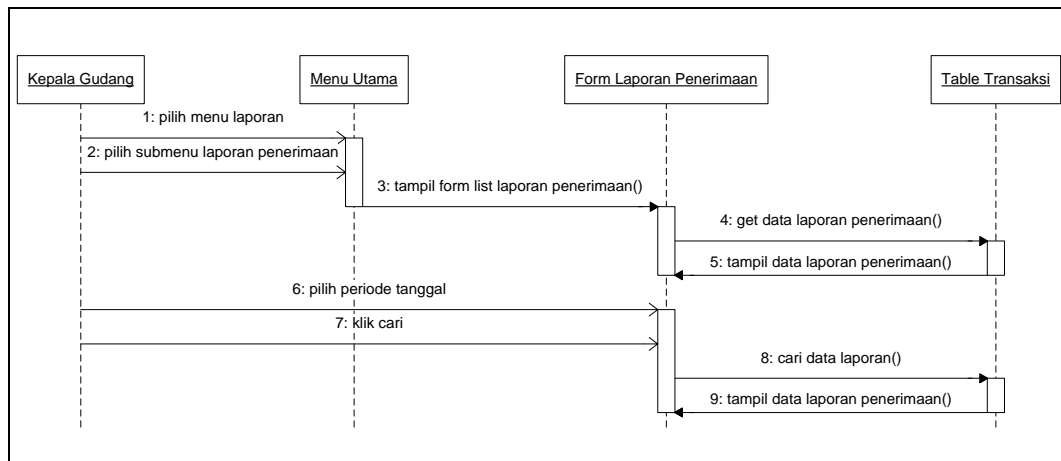 Kepala Gudang
Menu Utama
Form Laporan Penerimaan
Table Transaksi
1: pilih menu laporan
2: pilih submenu laporan penerimaan
3: tampil form list laporan penerimaan()
4: get data laporan penerimaan()
5: tampil data laporan penerimaan()
6: pilih periode tanggal
7: klik cari
8: cari data laporan()
9: tampil data laporan penerimaan()